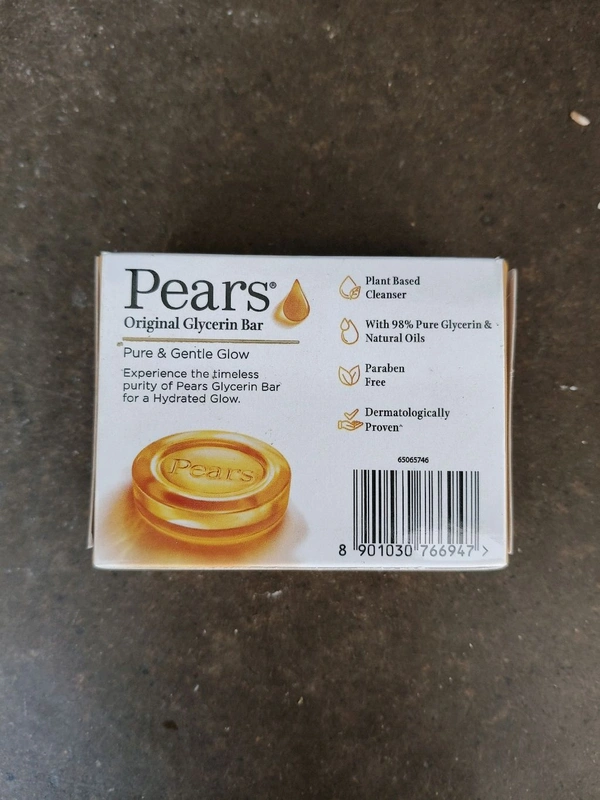 Pears®
Original Glycerin Bar
Pure & Gentle Glow
Experience the timeless
purity of Pears Glycerin Bar
for a Hydrated Glow.
Pears
Plant Based
Cleanser
With 98% Pure Glycerin &
Natural Oils
Paraben
Free
Dermatologically
Proven^
65065746
8 901030 766947 >